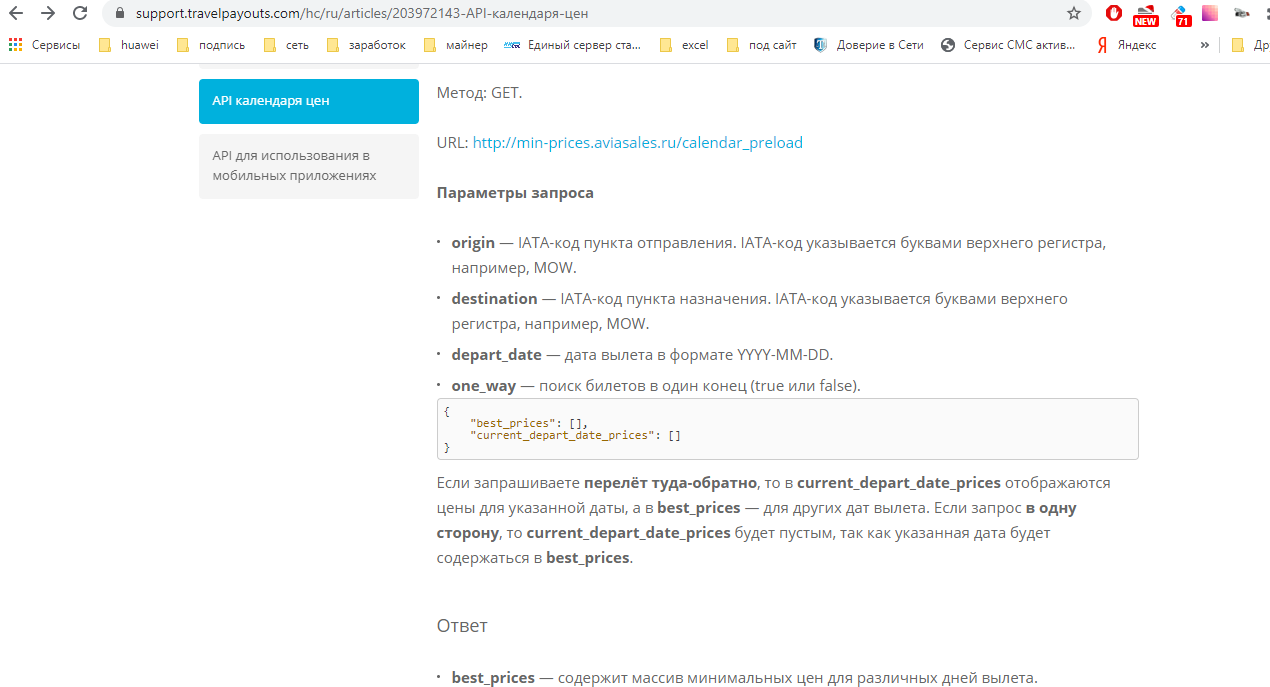 support.travelpayouts.com/hc/ru/articles/203972143-API-календаря-цен
NEW
71
Сервисы
huawei
подпись
сеть
заработок
майнер
Единый сервер ста...
excel
под сайт
Доверие в Сети
Сервис СМС актив...
Яндекс
»
Др
API календаря цен
API для использования в
мобильных приложениях
Метод: GET.
URL: http://min-prices.aviasales.ru/calendar_preload
Параметры запроса
• origin — IATA-код пункта отправления. IATA-код указывается буквами верхнего регистра,
например, MOW.
• destination — IATA-код пункта назначения. IATA-код указывается буквами верхнего
регистра, например, MOW.
• depart_date — дата вылета в формате YYYY-MM-DD.
• one_way — поиск билетов в один конец (true или false).
{
"best_prices": [],
"current_depart_date_prices": []
}
Если запрашиваете перелёт туда-обратно, то в current_depart_date_prices отображаются
цены для указанной даты, а в best_prices — для других дат вылета. Если запрос в одну
сторону, то current_depart_date_prices будет пустым, так как указанная дата будет
содержаться в best_prices.
Ответ
• best_prices — содержит массив минимальных цен для различных дней вылета.